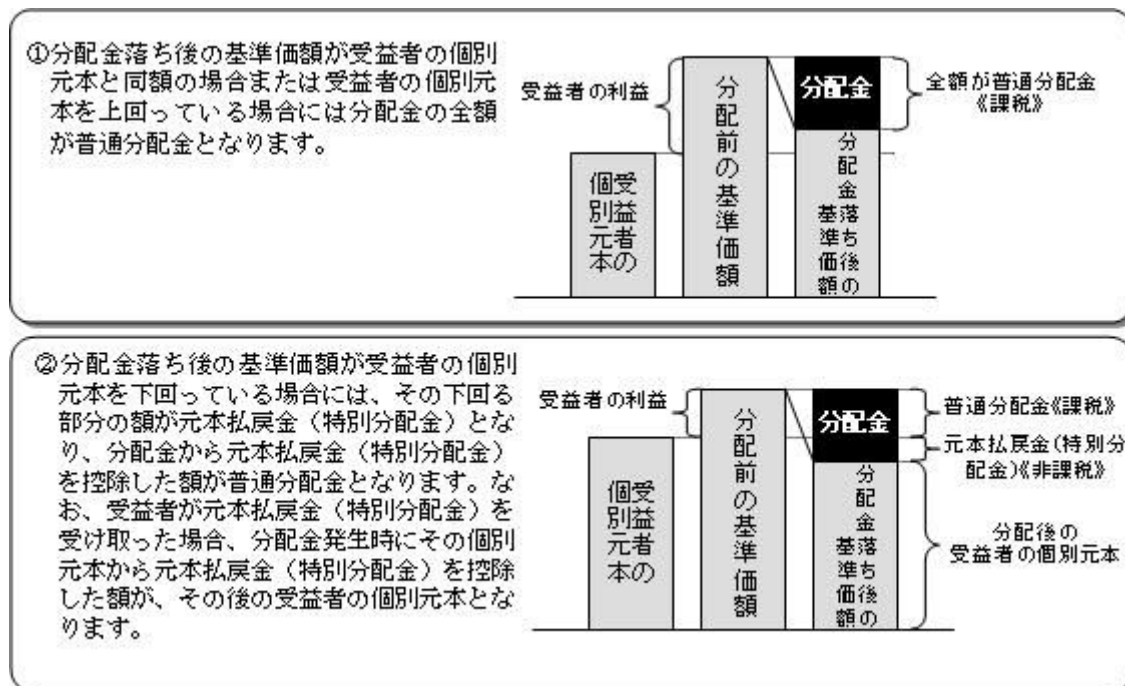 ①分配金落ち後の基準価額が受益者の個別
元本と同額の場合または受益者の個別元
本を上回っている場合には分配金の全額
が普通分配金となります。
受益者の利益
受益者の
個別元本
分配前の基準価額
分配金
分配金落ち後の
基準価額
全額が普通分配金
《課税》
②分配金落ち後の基準価額が受益者の個別
元本を下回っている場合には、その下回る
部分の額が元本払戻金（特別分配金）とな
り、分配金から元本払戻金（特別分配金）
を控除した額が普通分配金となります。な
お、受益者が元本払戻金（特別分配金）を
受け取った場合、分配金発生時にその個別
元本から元本払戻金（特別分配金）を控除
した額が、その後の受益者の個別元本とな
ります。
受益者の利益
受益者の
個別元本
分配前の基準価額
分配金
分配金落ち後の
基準価額
普通分配金《課税》
元本払戻金（特別分
配金）《非課税》
分配後の
受益者の個別元本